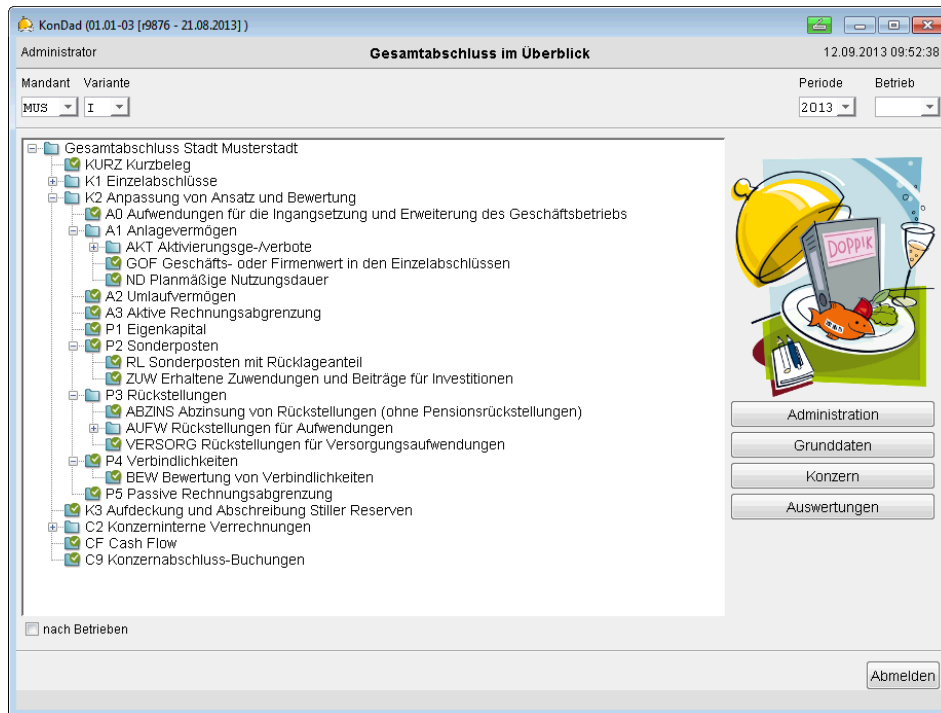 KonDad (01.01-03 [r9876 - 21.08.2013] )
Administrator
Gesamtabschluss im Überblick
12.09.2013 09:52:38
Mandant Variante
Periode Betrieb
MUS I
2013
Gesamtabschluss Stadt Musterstadt
KURZ Kurzbeleg
K1 Einzelabschlüsse
K2 Anpassung von Ansatz und Bewertung
A0 Aufwendungen für die Ingangsetzung und Erweiterung des Geschäftsbetriebs
A1 Anlagevermögen
AKT Aktivierungsge-/verbote
GOF Geschäfts- oder Firmenwert in den Einzelabschlüssen
ND Planmäßige Nutzungsdauer
A2 Umlaufvermögen
A3 Aktive Rechnungsabgrenzung
P1 Eigenkapital
P2 Sonderposten
RL Sonderposten mit Rücklageanteil
ZUW Erhaltene Zuwendungen und Beiträge für Investitionen
P3 Rückstellungen
ABZINS Abzinsung von Rückstellungen (ohne Pensionsrückstellungen)
AUFW Rückstellungen für Aufwendungen
VERSORG Rückstellungen für Versorgungsaufwendungen
P4 Verbindlichkeiten
BEW Bewertung von Verbindlichkeiten
P5 Passive Rechnungsabgrenzung
K3 Aufdeckung und Abschreibung Stiller Reserven
C2 Konzerninterne Verrechnungen
CF Cash Flow
C9 Konzernabschluss-Buchungen
DOPPIK
Administration
Grunddaten
Konzern
Auswertungen
nach Betrieben
Abmelden